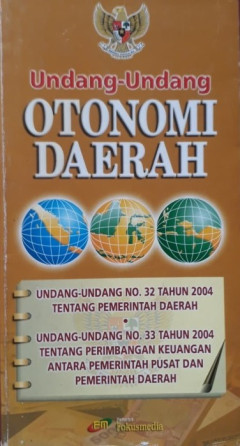 Undang-Undang
OTONOMI
DAERAH
UNDANG-UNDANG NO. 32 TAHUN 2004
TENTANG PEMERINTAH DAERAH
UNDANG-UNDANG NO. 33 TAHUN 2004
TENTANG PERIMBANGAN KEUANGAN
ANTARA PEMERINTAH PUSAT DAN
PEMERINTAH DAERAH
fokusmedia